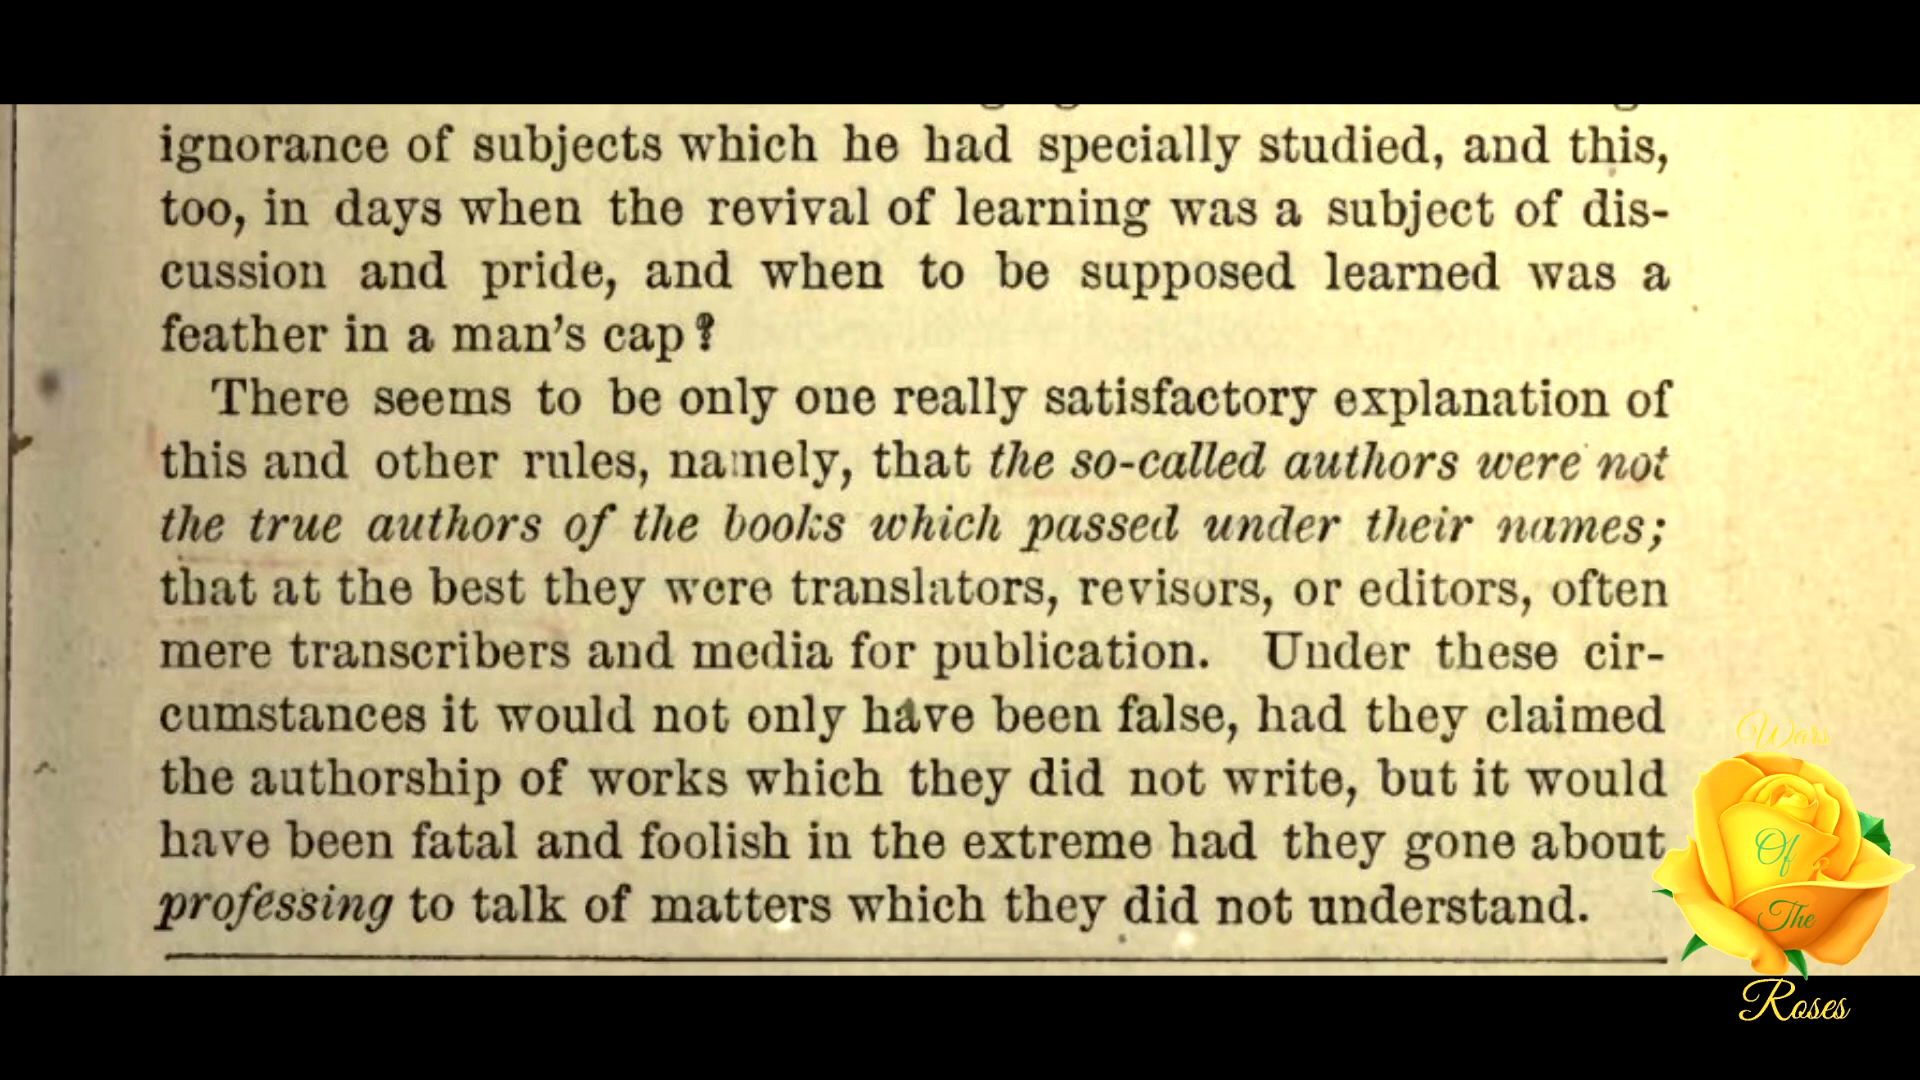 ignorance of subjects which he had specially studied, and this,
too, in days when the revival of learning was a subject of dis-
cussion and pride, and when to be supposed learned was a
feather in a man's cap?
There seems to be only one really satisfactory explanation of
this and other rules, namely, that the so-called authors were not
the true authors of the books which passed under their names;
that at the best they were translators, revisors, or editors, often
mere transcribers and media for publication. Under these cir-
cumstances it would not only have been false, had they claimed
the authorship of works which they did not write, but it would
have been fatal and foolish in the extreme had they gone about
professing to talk of matters which they did not understand.
Wars
Of
The
Roses